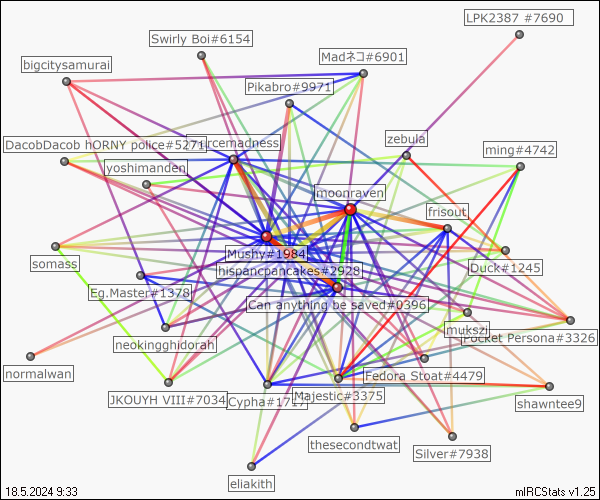 LPK2387 #7690
Swirly Boi#6154
Madネコ#6901
bigcitysamurai
Pikabro#9971
zebula
DacobDacob hORNY police#5271
rcemadness
ming#4742
yoshimanden
moonraven
frisout
Mushy#1984
somass
hispancpancakes#2928
Duck#1245
Eg.Master#1378
Can anything be saved#0396
mukszi
neokingghidorah
Pocket Persona#3326
normalwan
Fedora Stoat#4479
JKOUYH VIII#7034
Cypha#1717
Majestic#3375
shawntee9
thesecondtwat
Silver#7938
eliakith
18.5.2024 9:33
mIRCStats v1.25